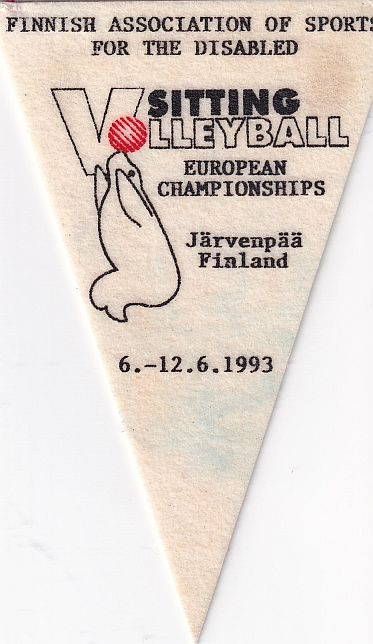 FINNISH ASSOCIATION OF SPORTS
FOR THE DISABLED
SITTING
VOLLEYBALL
EUROPEAN
CHAMPIONSHIPS
Järvenpää
Finland
6.-12.6.1993